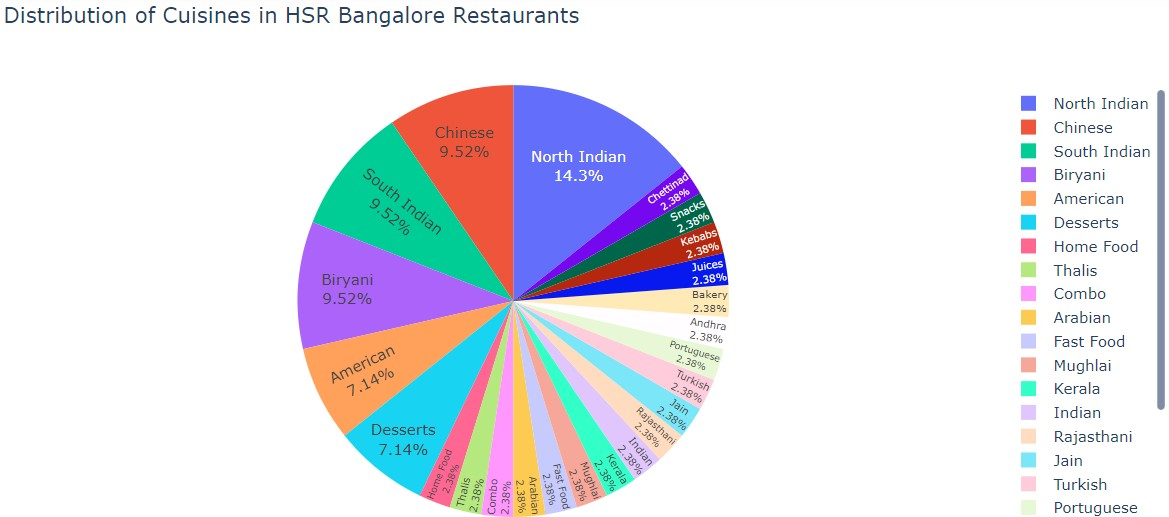 Distribution of Cuisines in HSR Bangalore Restaurants
North Indian
14.3%
Chinese
9.52%
South Indian
9.52%
Biryani
9.52%
American
7.14%
Desserts
7.14%
Home Food
2.38%
Thalis
2.38%
Combo
2.38%
Arabian
2.38%
Fast Food
2.38%
Mughlai
2.38%
Kerala
2.38%
Indian
2.38%
Rajasthani
2.38%
Jain
2.38%
Turkish
2.38%
Portuguese
2.38%
Andhra
2.38%
Bakery
2.38%
Juices
2.38%
Kebabs
2.38%
Snacks
2.38%
Chettinad
2.38%
North Indian
Chinese
South Indian
Biryani
American
Desserts
Home Food
Thalis
Combo
Arabian
Fast Food
Mughlai
Kerala
Indian
Rajasthani
Jain
Turkish
Portuguese